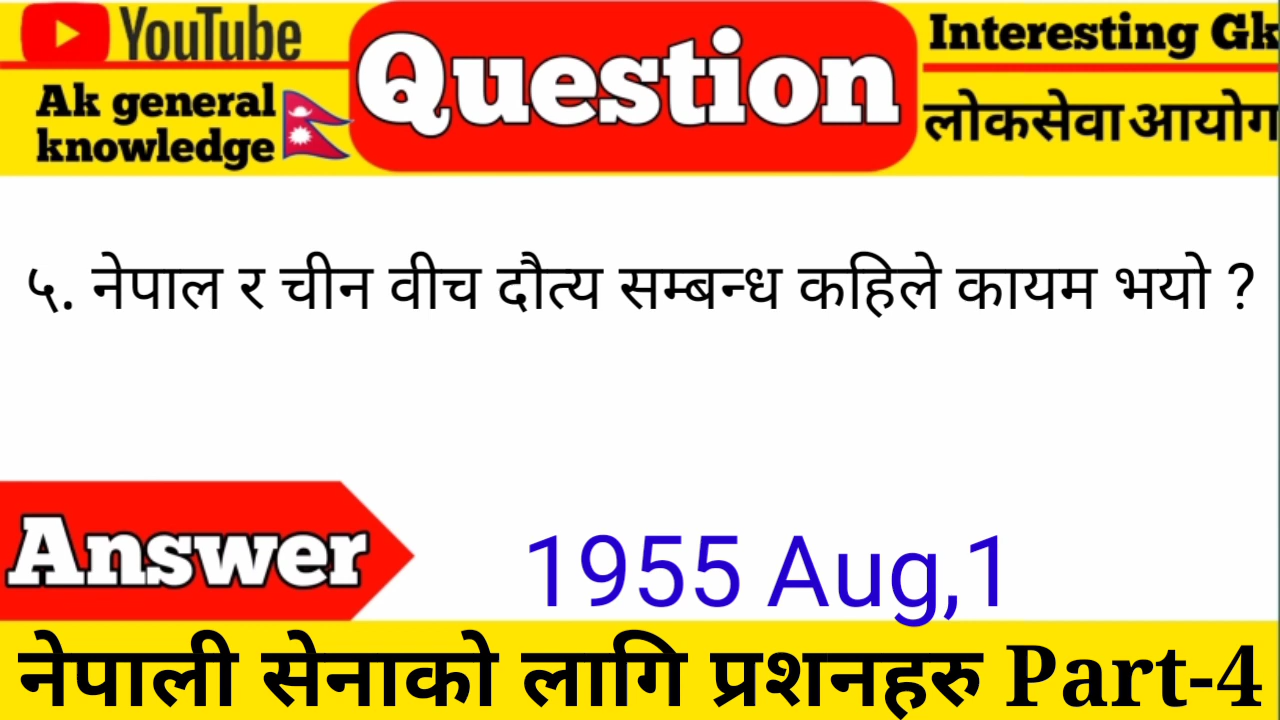 YouTube
Ak general
knowledge
Question
Interesting Gk
लोकसेवा आयोग
५. नेपाल र चीन वीच दौत्य सम्बन्ध कहिले कायम भयो ?
Answer
1955 Aug,1
नेपाली सेनाको लागि प्रशनहरु Part-4